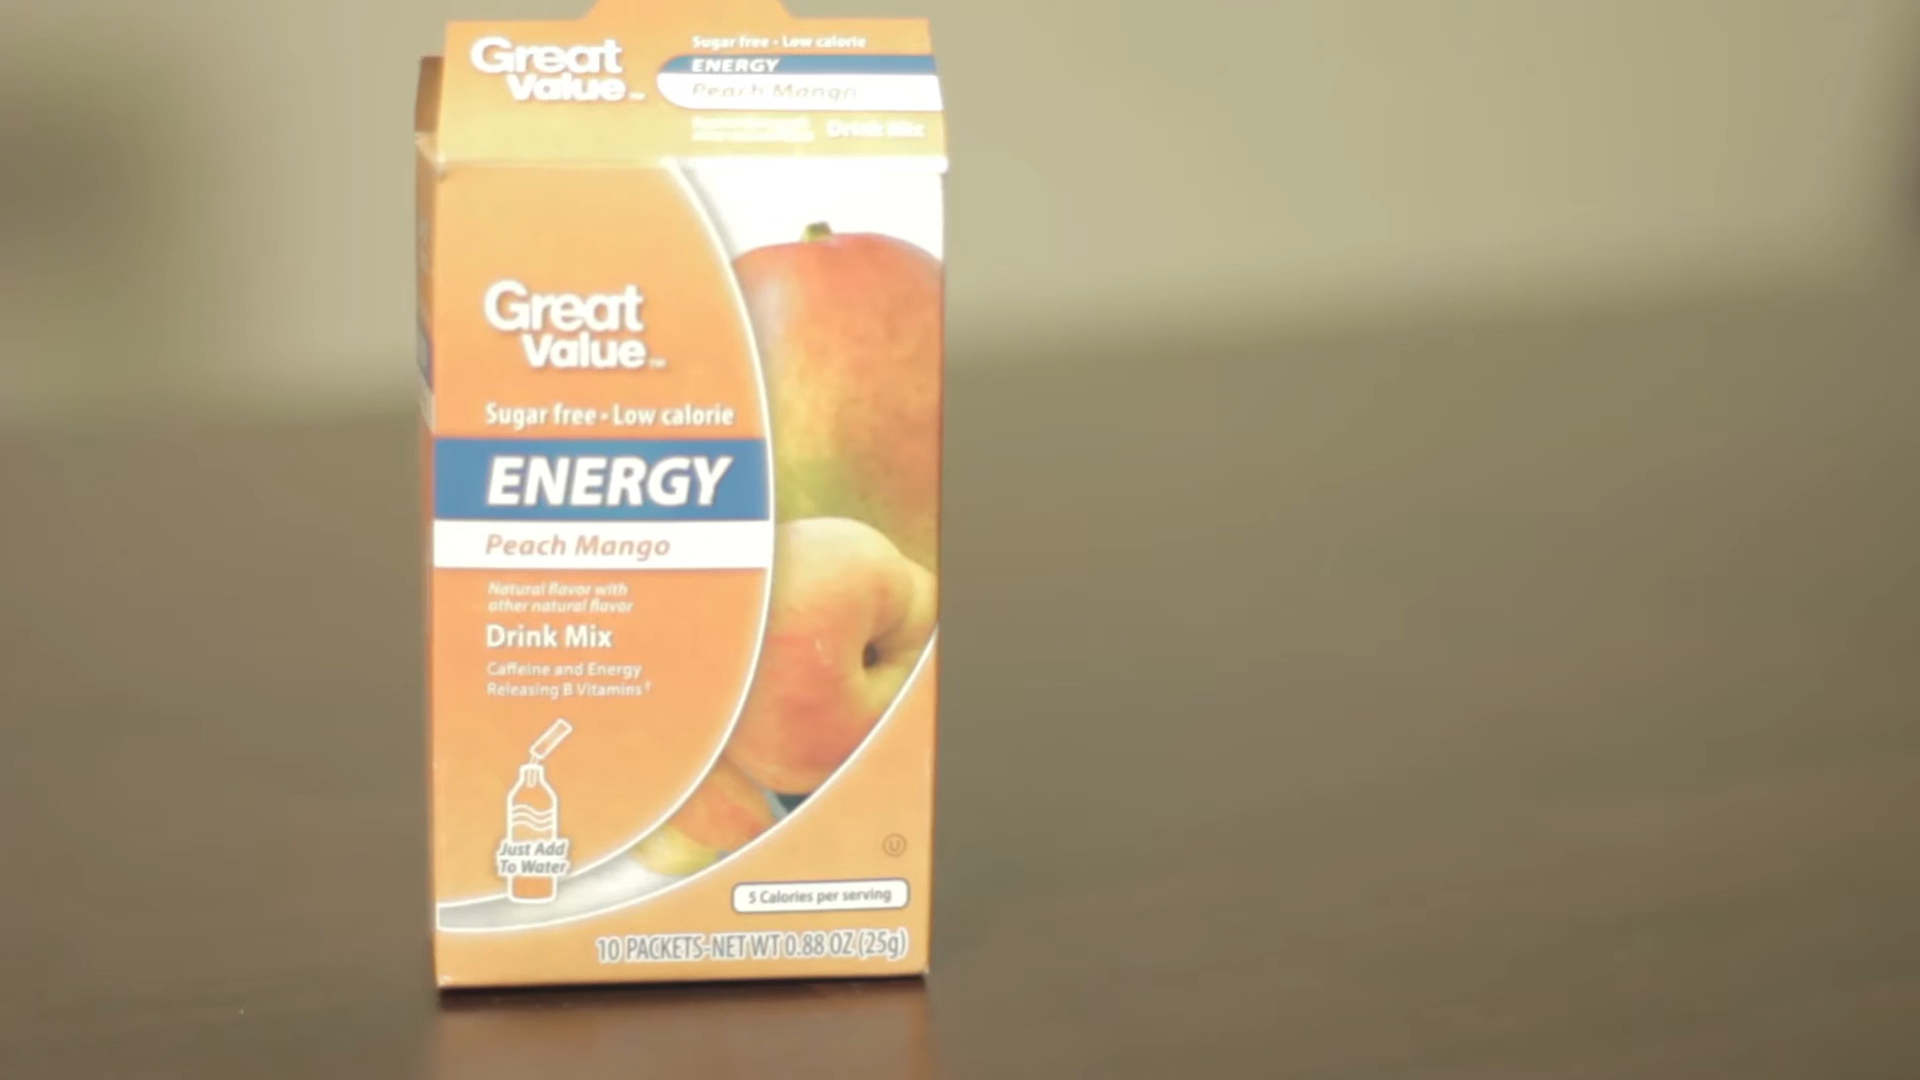 Great
Value™
Sugar free • Low calorie
ENERGY
Peach Mango
Drink Mix
Great
Value™
Sugar free • Low calorie
ENERGY
Peach Mango
Natural flavor with
other natural flavor
Drink Mix
Caffeine and Energy
Releasing B Vitamins†
Just Add
To Water
U
5 Calories per serving
10 PACKETS-NET WT 0.88 OZ (25g)